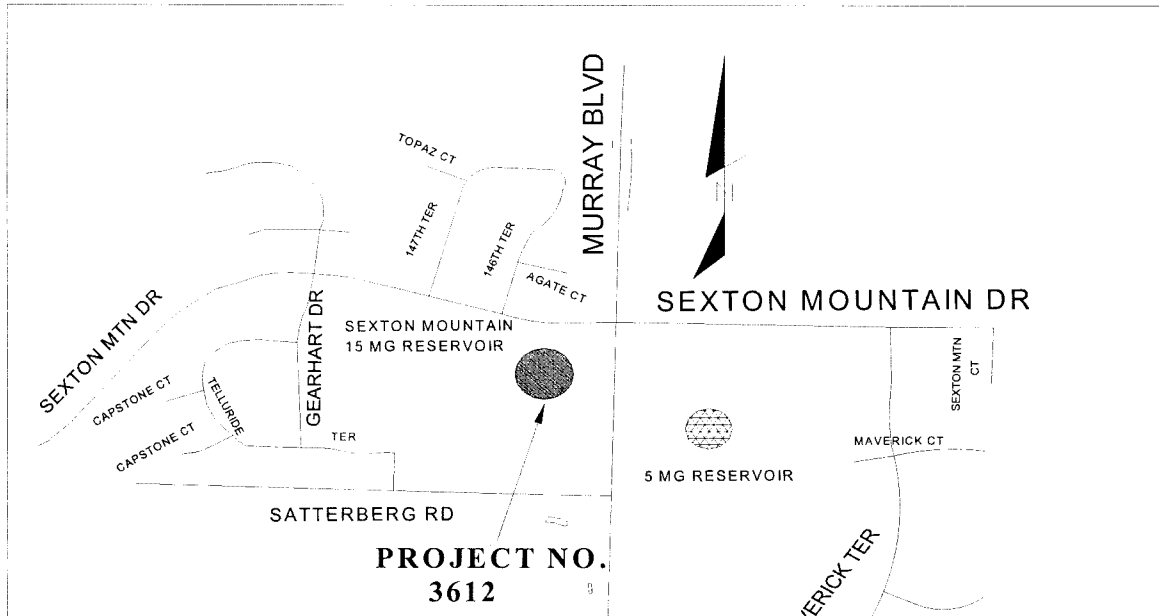 MURRAY BLVD
TOPAZ CT
147TH TER
146TH TER
AGATE CT
SEXTON MOUNTAIN DR
SEXTON MTN DR
GEARHART DR
SEXTON MOUNTAIN
15 MG RESERVOIR
SEXTON MTN
CT
CAPSTONE CT
TELLURIDE
CAPSTONE CT
TER
MAVERICK CT
5 MG RESERVOIR
SATTERBERG RD
PROJECT NO.
3612
VERICK TER